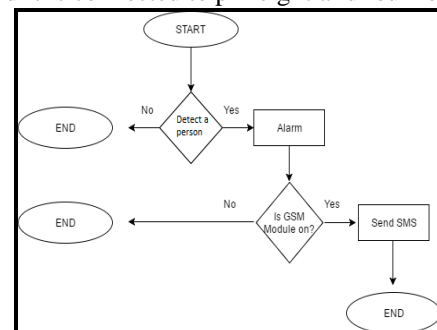 START
No
Yes
Detect a
person
END
Alarm
No
Yes
Is GSM
Module on?
END
Send SMS
END